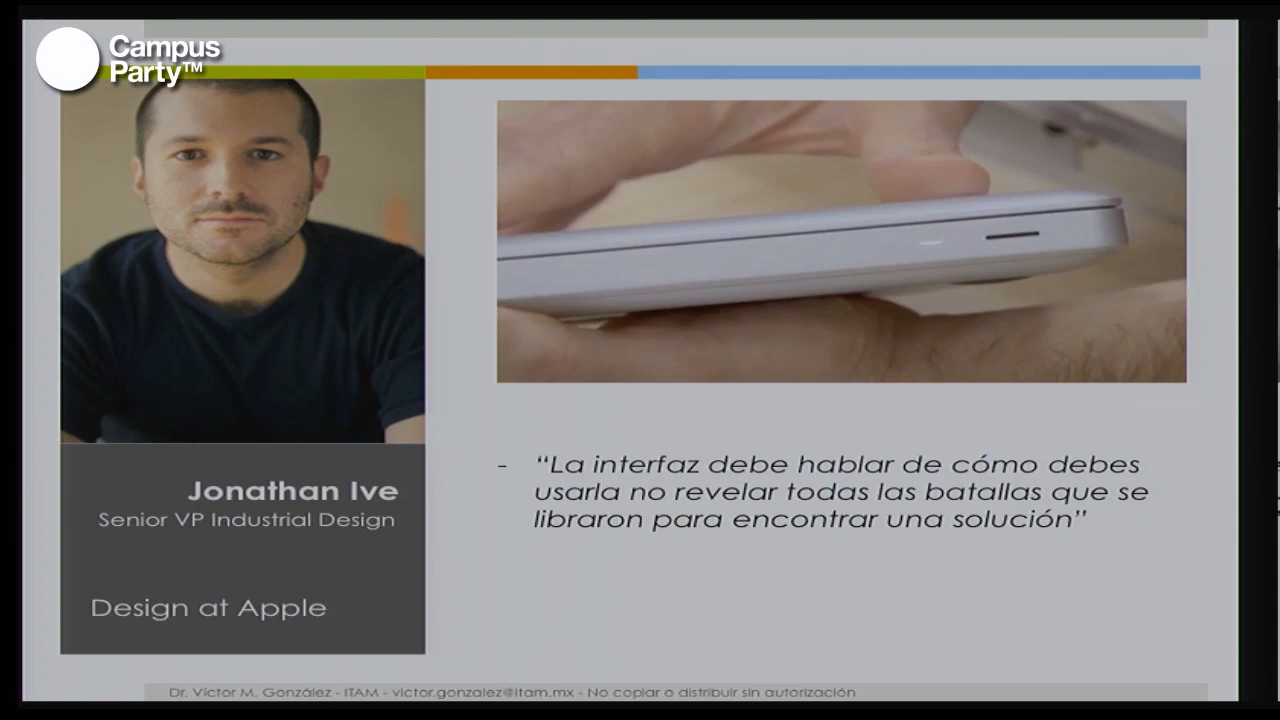 Campus
Party™
Jonathan Ive
Senior VP Industrial Design
Design at Apple
- “La interfaz debe hablar de cómo debes
usarla no revelar todas las batallas que se
libraron para encontrar una solución”
Dr. Víctor M. González - ITAM - victor.gonzalez@itam.mx - No copiar o distribuir sin autorización